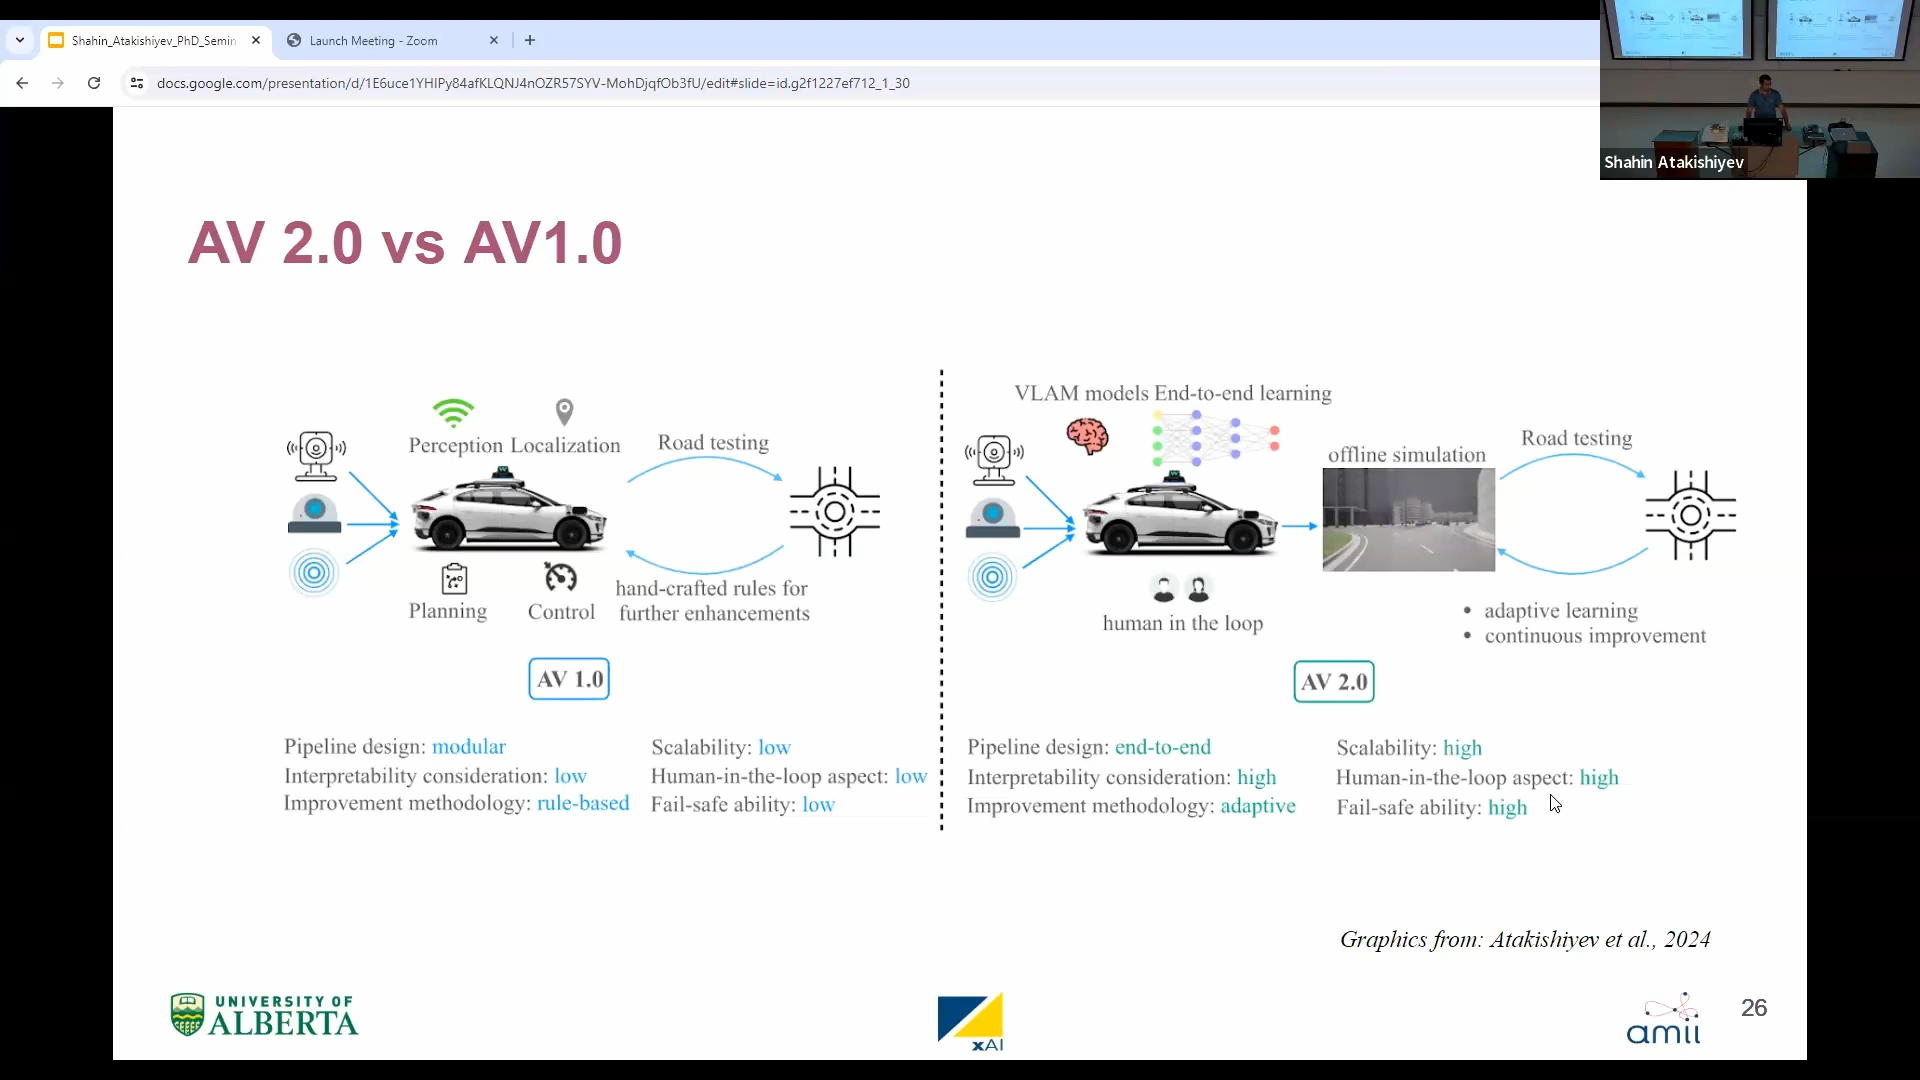 Shahin_Atakishiyev_PhD_Semin
Launch Meeting - Zoom
docs.google.com/presentation/d/1E6uce1YHIPy84afKLQNJ4nOZR57SYV-MohDjqfOb3fU/edit#slide=id.g2f1227ef712_1_30
Shahin Atakishiyev
AV 2.0 vs AV1.0
Perception Localization
Road testing
hand-crafted rules for
further enhancements
Planning
Control
AV 1.0
Pipeline design: modular
Interpretability consideration: low
Improvement methodology: rule-based
Scalability: low
Human-in-the-loop aspect: low
Fail-safe ability: low
VLAM models End-to-end learning
offline simulation
Road testing
human in the loop
• adaptive learning
• continuous improvement
AV 2.0
Pipeline design: end-to-end
Interpretability consideration: high
Improvement methodology: adaptive
Scalability: high
Human-in-the-loop aspect: high
Fail-safe ability: high
Graphics from: Atakishiyev et al., 2024
UNIVERSITY OF
ALBERTA
xAI
amii
26